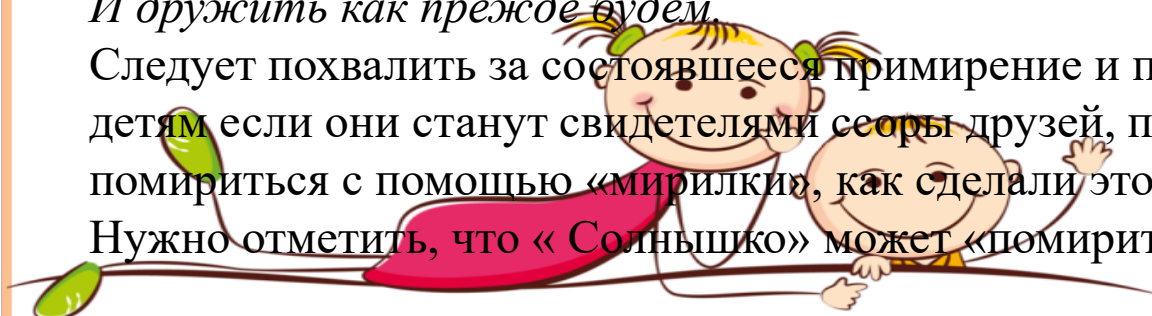 И дружить как прежде будем.
Следует похвалить за состоявшееся примирение и п
детям если они станут свидетелями ссоры друзей, п
помириться с помощью «мирилки», как сделали это
Нужно отметить, что « Солнышко» может «помирит